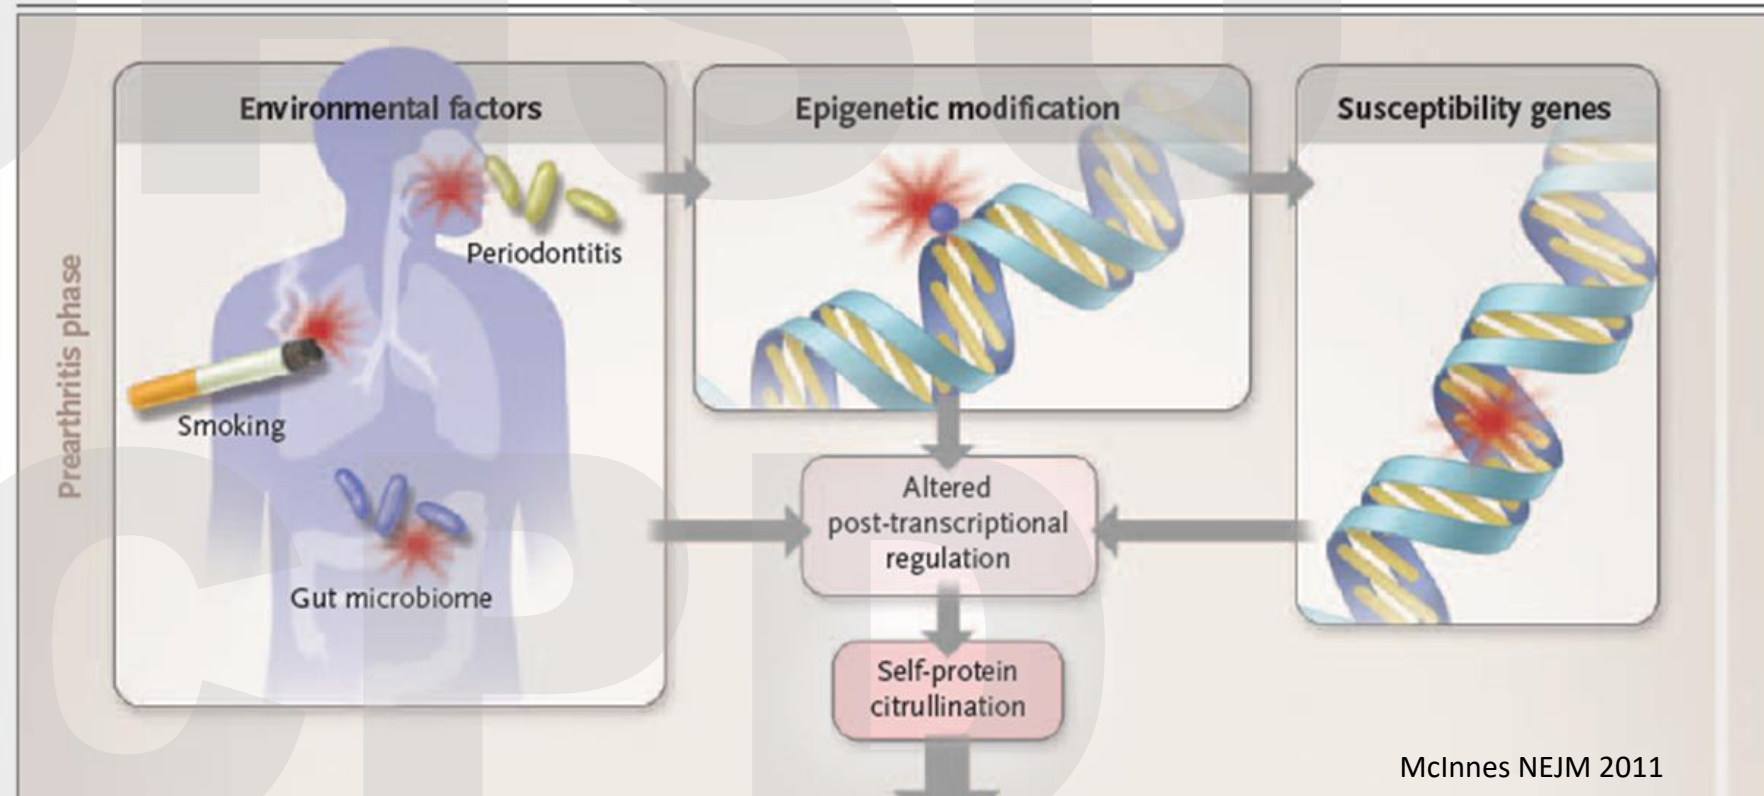 Prearthritis phase
Environmental factors
Periodontitis
Smoking
Gut microbiome
Epigenetic modification
Susceptibility genes
Altered
post-transcriptional
regulation
Self-protein
citrullination
McInnes NEJM 2011
CPD